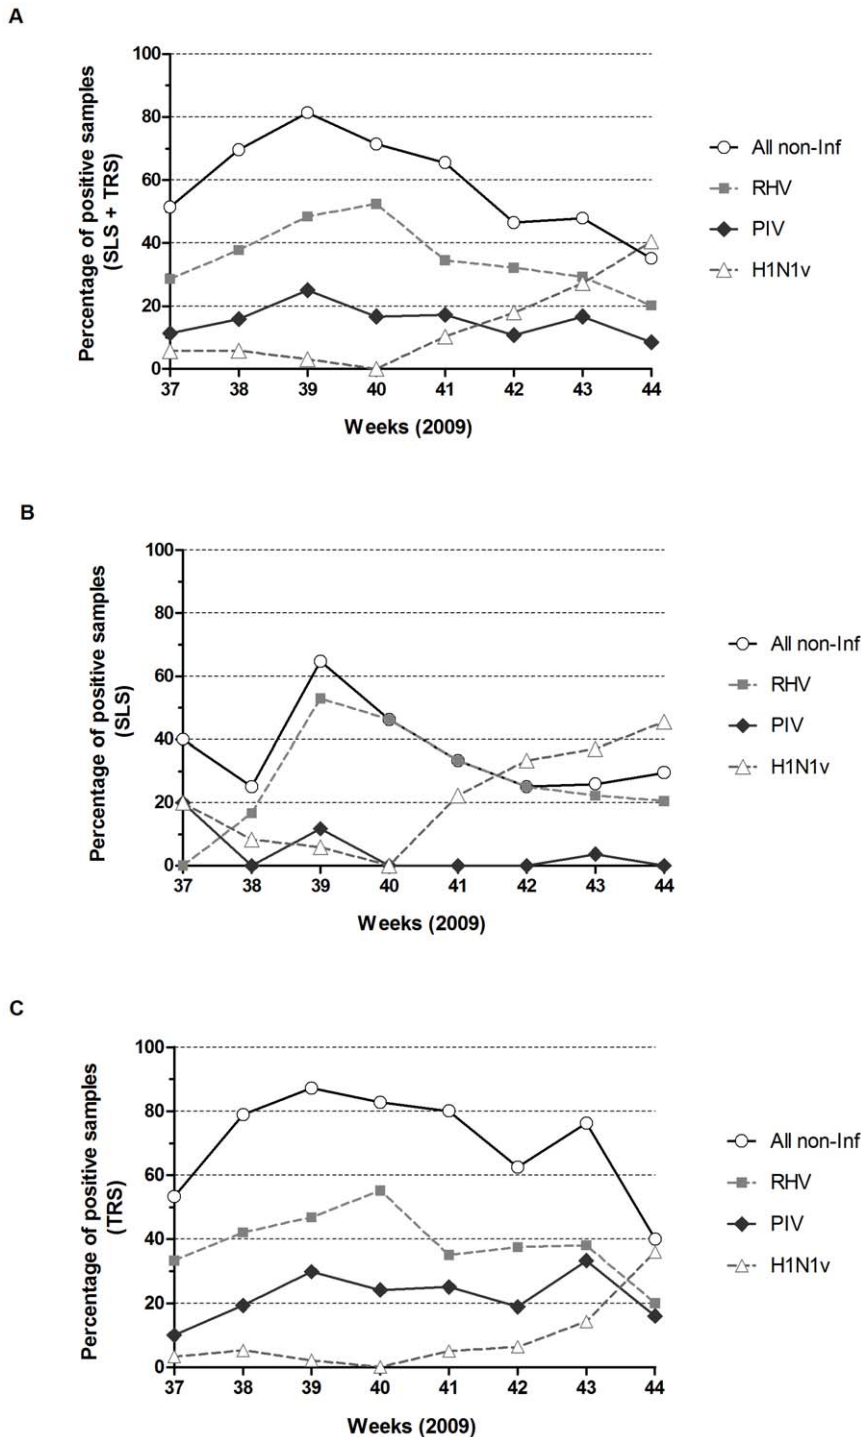 A
Percentage of positive samples
(SLS + TRS)
100
80
60
40
20
0
37 38 39 40 41 42 43 44
Weeks (2009)
All non-Inf
RHV
PIV
H1N1v
B
Percentage of positive samples
(SLS)
100
80
60
40
20
0
37 38 39 40 41 42 43 44
Weeks (2009)
All non-Inf
RHV
PIV
H1N1v
C
Percentage of positive samples
(TRS)
100
80
60
40
20
0
37 38 39 40 41 42 43 44
Weeks (2009)
All non-Inf
RHV
PIV
H1N1v